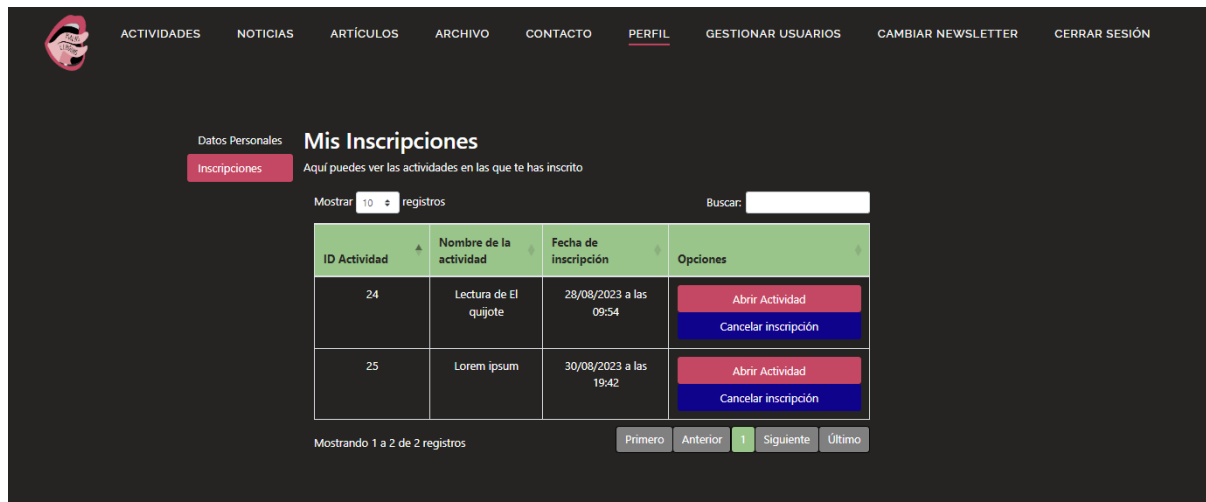 ACTIVIDADES NOTICIAS ARTÍCULOS ARCHIVO CONTACTO PERFIL GESTIONAR USUARIOS CAMBIAR NEWSLETTER CERRAR SESIÓN
Datos Personales
Inscripciones
Mis Inscripciones
Aquí puedes ver las actividades en las que te has inscrito
Mostrar 10 registros
Buscar:
ID Actividad
Nombre de la
actividad
Fecha de
inscripción
Opciones
24
Lectura de El
quijote
28/08/2023 a las
09:54
Abrir Actividad
Cancelar inscripción
25
Lorem ipsum
30/08/2023 a las
19:42
Abrir Actividad
Cancelar inscripción
Mostrando 1 a 2 de 2 registros
Primero Anterior 1 Siguiente Último